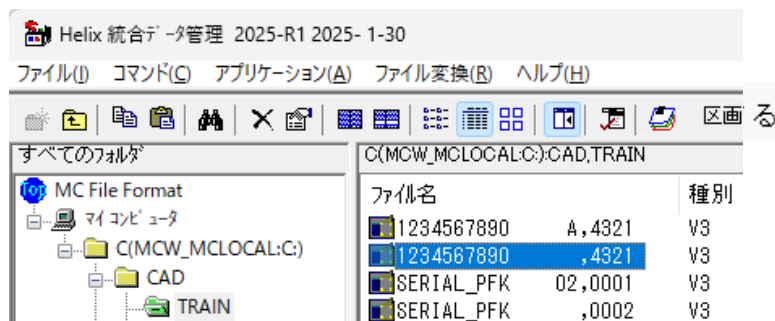 Helix 統合ﾃﾞｰﾀ管理 2025-R1 2025- 1-30
ファイル(I) コマンド(C) アプリケーション(A) ファイル変換(R) ヘルプ(H)
区画 る
すべてのﾌｫﾙﾀﾞ
C(MCW_MCLOCAL:C:):CAD,TRAIN
Top MC File Format
ﾏｲ ｺﾝﾋﾟｭｰﾀ
C(MCW_MCLOCAL:C:)
CAD
TRAIN
ファイル名 種別
1234567890 A,4321 V3
1234567890 ,4321 V3
SERIAL_PFK 02,0001 V3
SERIAL_PFK ,0002 V3